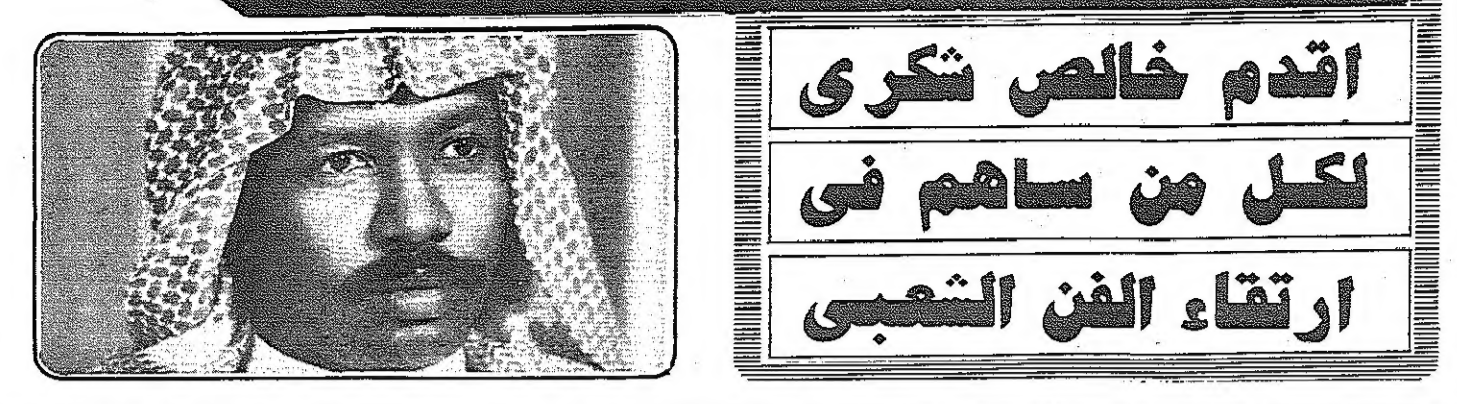 اقدم خالص شكرى
لكل من ساهم فى
ارتقاء الفن الشعبى